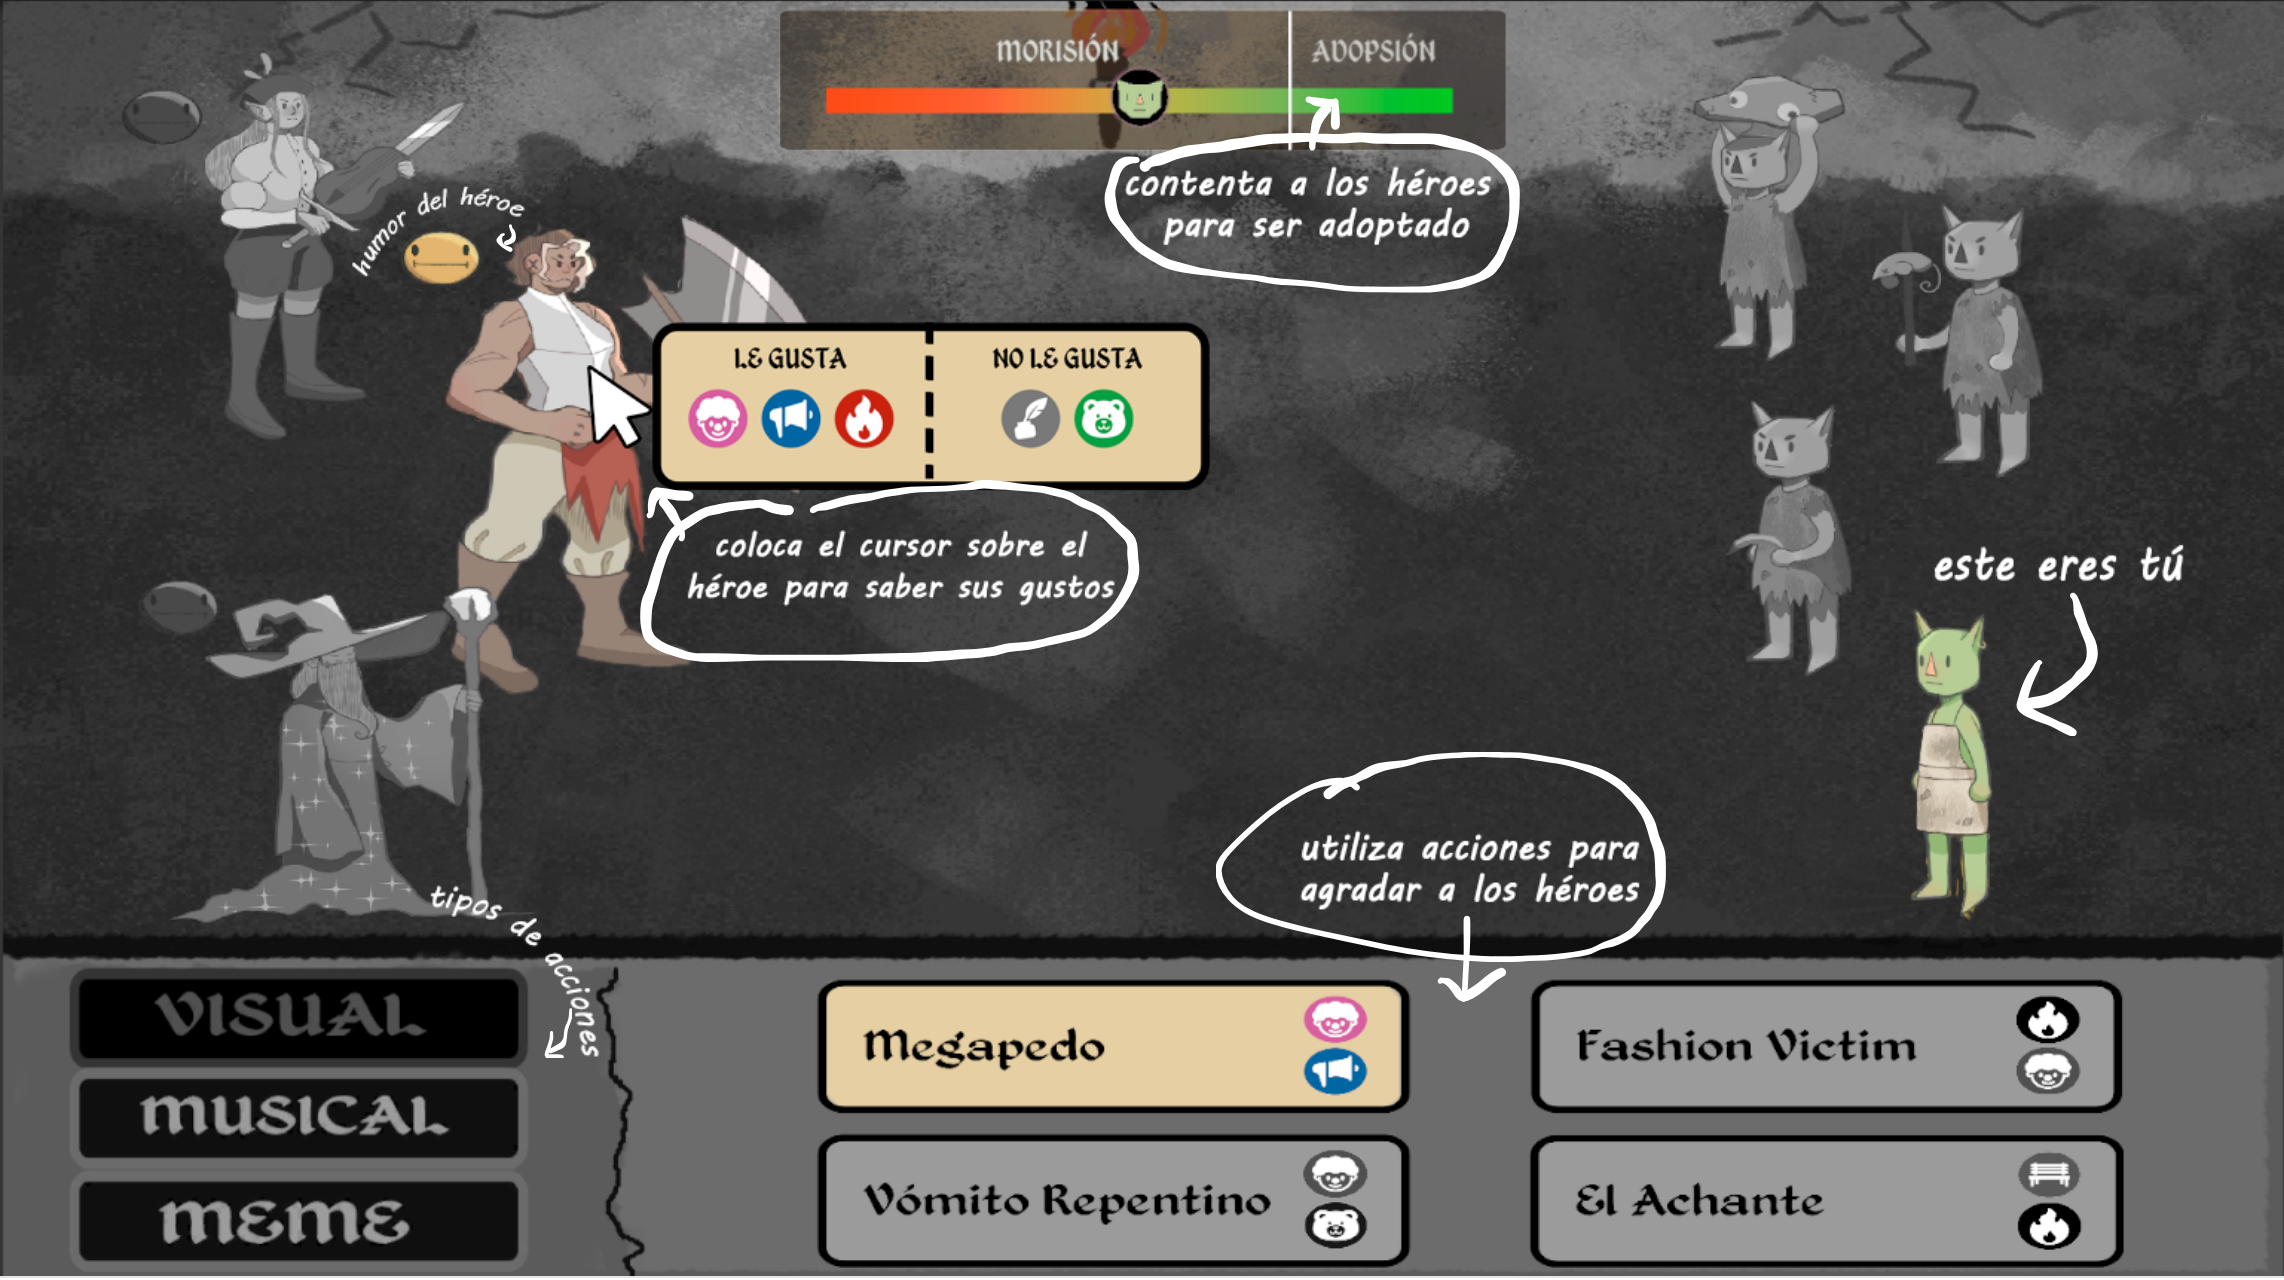 MORISIÓN
ADOPSIÓN
contenta a los héroes
para ser adoptado
humor del héroe
LE GUSTA
NO LE GUSTA
coloca el cursor sobre el
héroe para saber sus gustos
este eres tú
utiliza acciones para
agradar a los héroes
tipos de acciones
VISUAL
MUSICAL
MEME
Megapedo
Fashion Victim
Vómito Repentino
El Achante